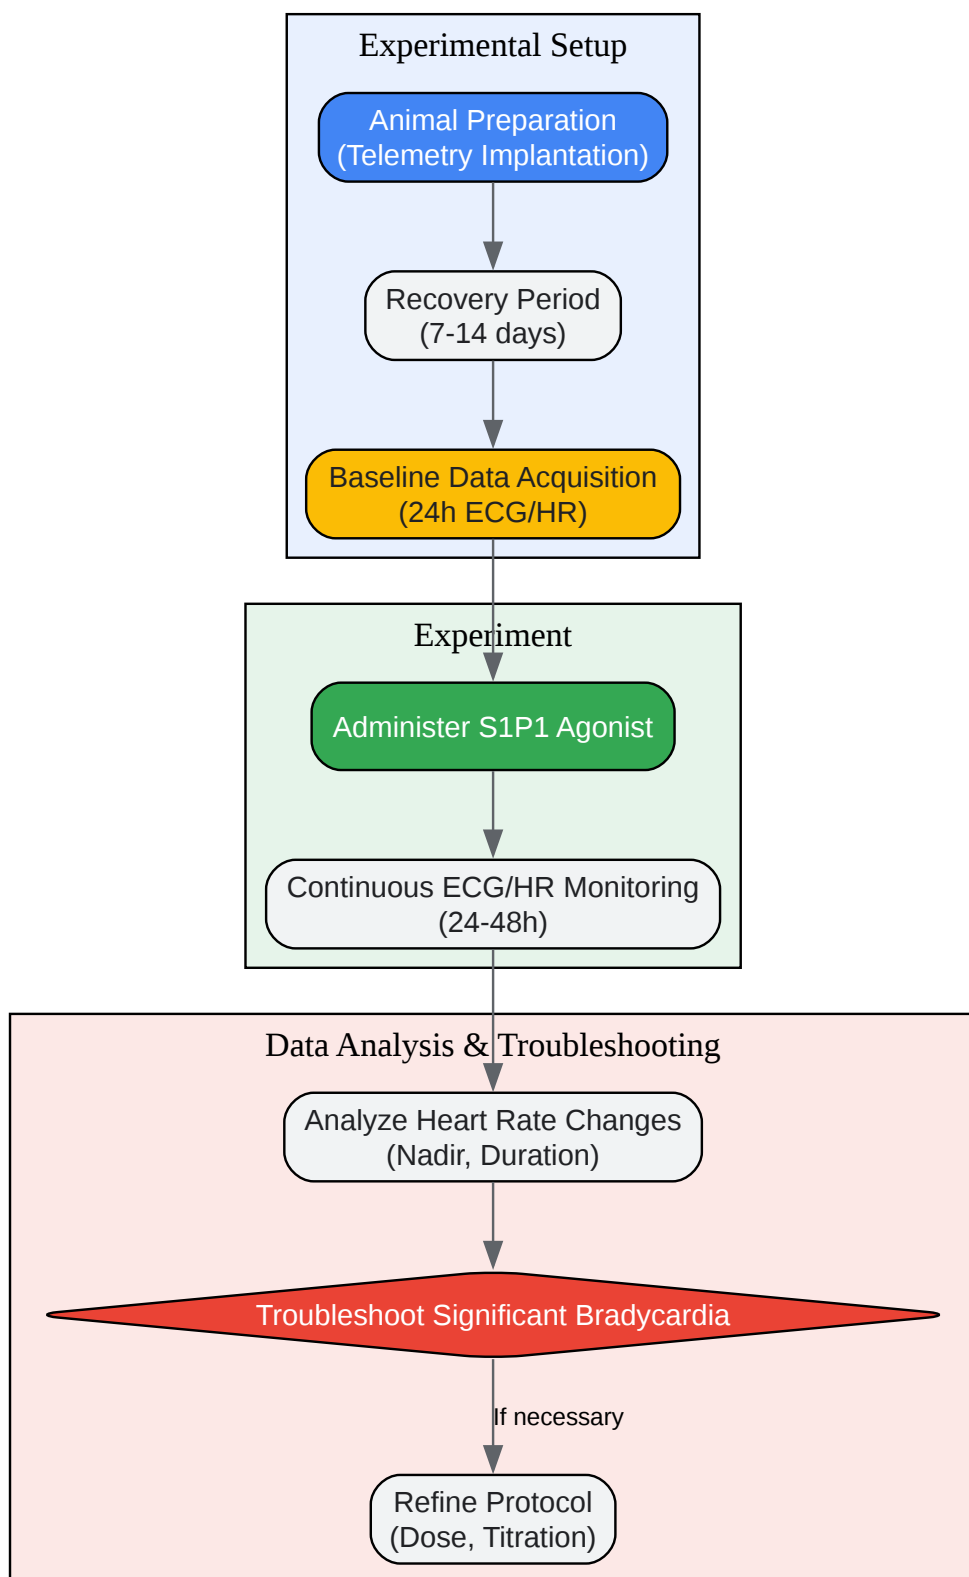 Experimental Setup
Animal Preparation
(Telemetry Implantation)
Recovery Period
(7-14 days)
Baseline Data Acquisition
(24h ECG/HR)
Experiment
Administer S1P1 Agonist
Continuous ECG/HR Monitoring
(24-48h)
Data Analysis & Troubleshooting
Analyze Heart Rate Changes
(Nadir, Duration)
Troubleshoot Significant Bradycardia
If necessary
Refine Protocol
(Dose, Titration)